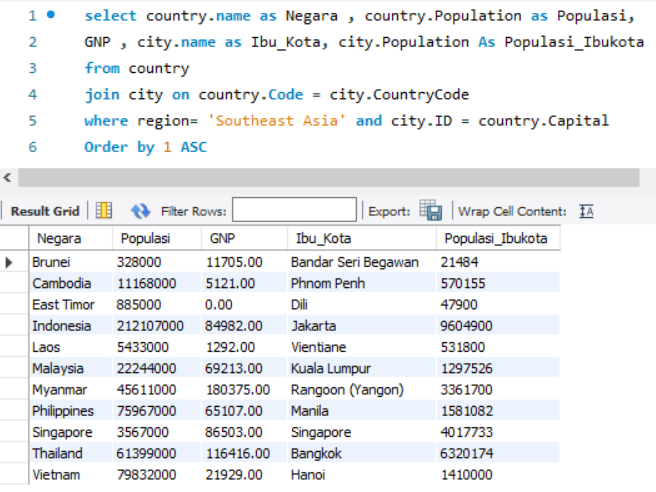 1 select country.name as Negara , country.Population as Populasi,
2 GNP , city.name as Ibu_Kota, city.Population As Populasi_Ibukota
3 from country
4 join city on country.Code = city.CountryCode
5 where region= 'Southeast Asia' and city.ID = country.Capital
6 Order by 1 ASC
Result Grid Filter Rows: Export: Wrap Cell Content:
Negara Populasi GNP Ibu_Kota Populasi_Ibukota
Brunei 328000 11705.00 Bandar Seri Begawan 21484
Cambodia 11168000 5121.00 Phnom Penh 570155
East Timor 885000 0.00 Dili 47900
Indonesia 212107000 84982.00 Jakarta 9604900
Laos 5433000 1292.00 Vientiane 531800
Malaysia 22244000 69213.00 Kuala Lumpur 1297526
Myanmar 45611000 180375.00 Rangoon (Yangon) 3361700
Philippines 75967000 65107.00 Manila 1581082
Singapore 3567000 86503.00 Singapore 4017733
Thailand 61399000 116416.00 Bangkok 6320174
Vietnam 79832000 21929.00 Hanoi 1410000